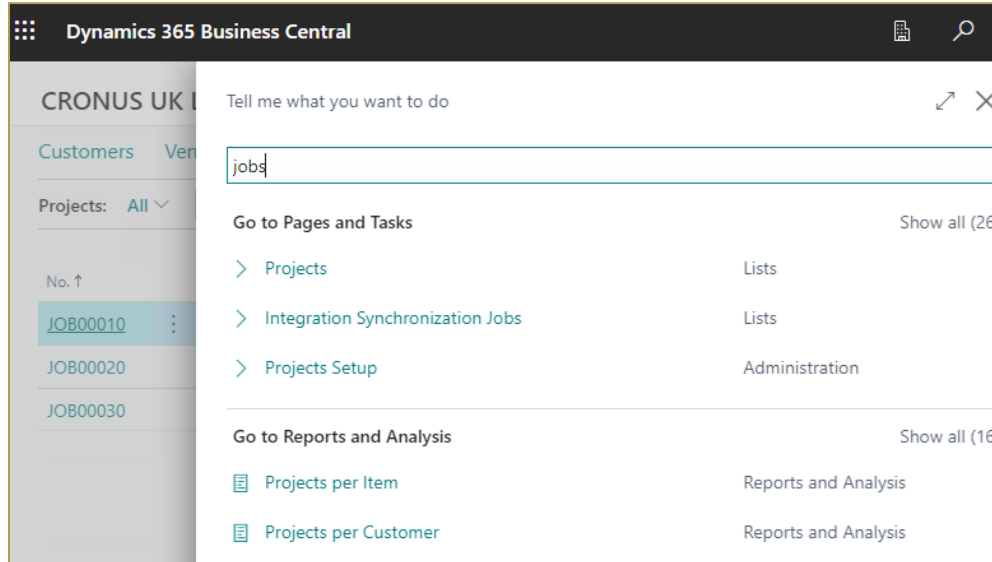 Dynamics 365 Business Central
CRONUS UK L
Tell me what you want to do
Customers Ven
jobs
Projects: All
Go to Pages and Tasks Show all (26
No. ↑
Projects Lists
JOB00010
Integration Synchronization Jobs Lists
JOB00020
Projects Setup Administration
JOB00030
Go to Reports and Analysis Show all (16
Projects per Item Reports and Analysis
Projects per Customer Reports and Analysis